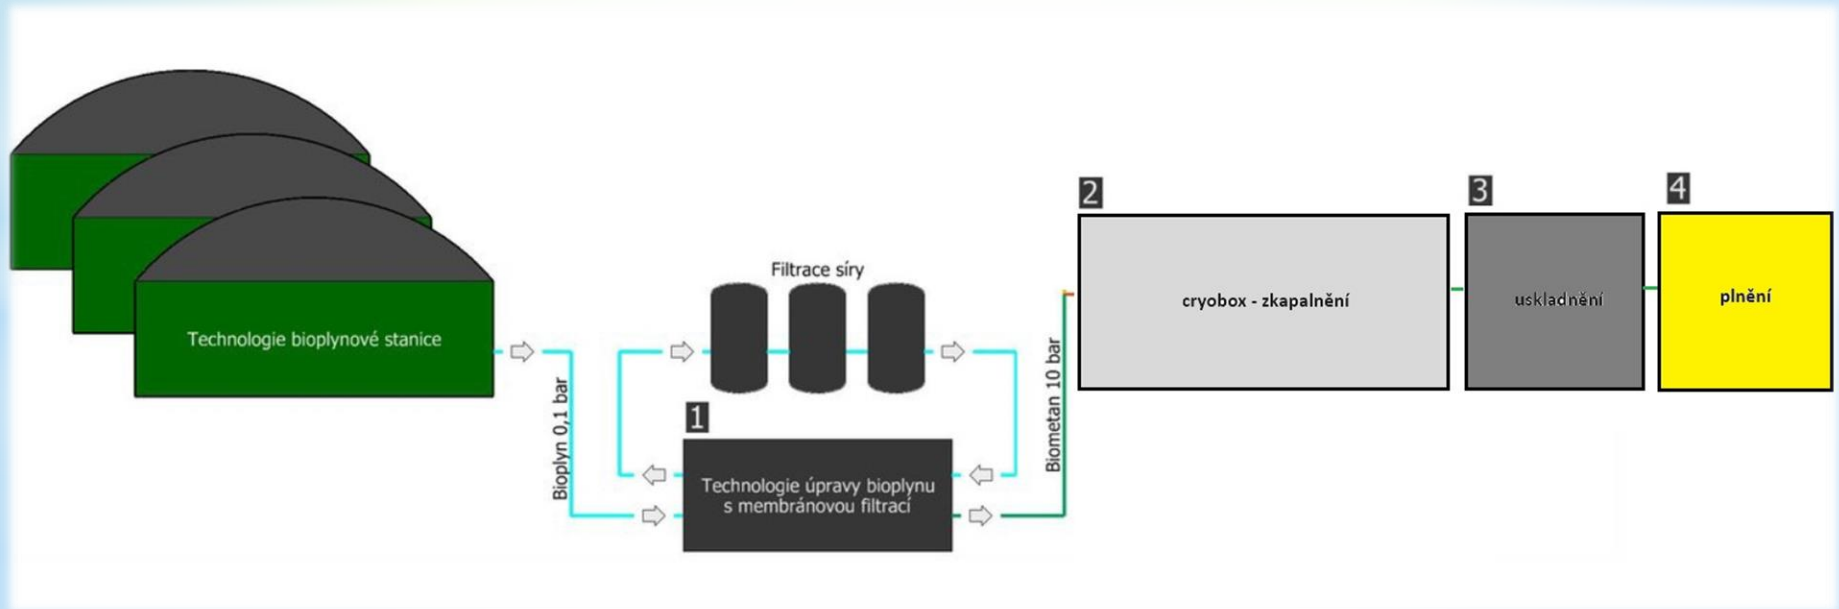 Technologie bioplynové stanice
Bioplyn 0,1 bar
Filtrace síry
1
Technologie úpravy bioplynu
s membránovou filtrací
Biometan 10 bar
2
cryobox - zkapalnění
3
uskladnění
4
plnění